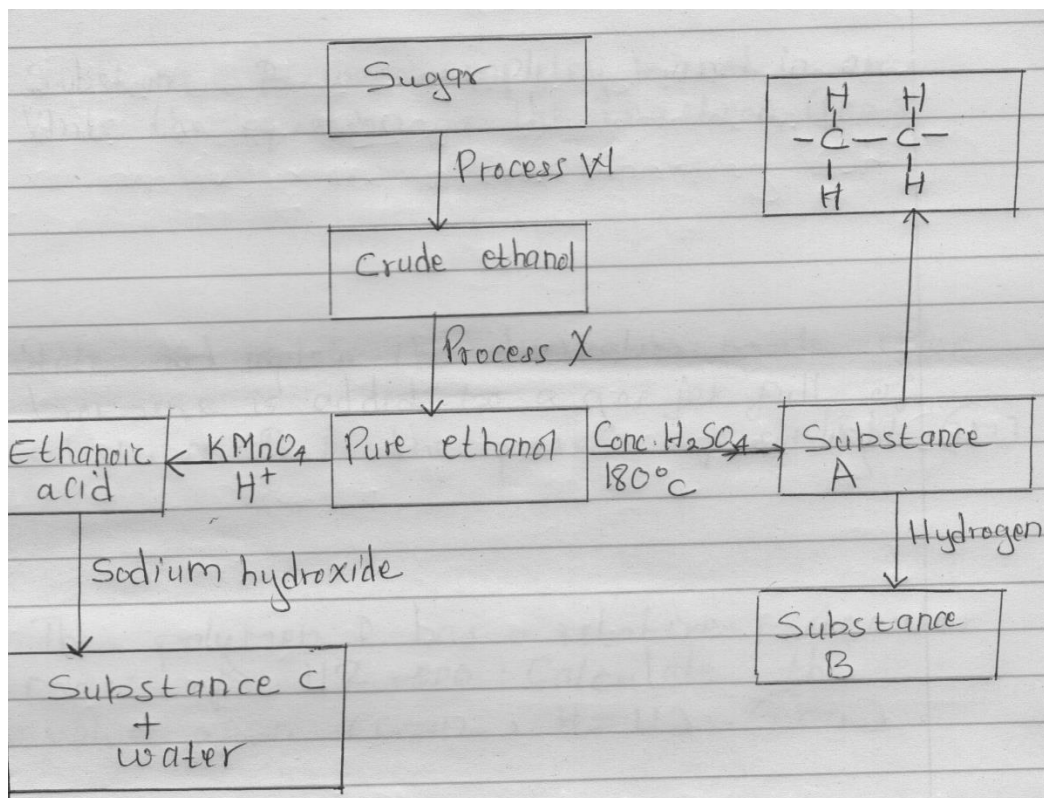 Sugar
Process W
Crude ethanol
Process X
Pure ethanol
Ethanoic
acid
KMnO₄
H⁺
Conc. H₂SO₄
180°C
Substance
A
H H
-C-C-
H H
Hydrogen
Substance
B
Sodium hydroxide
Substance C
+
water